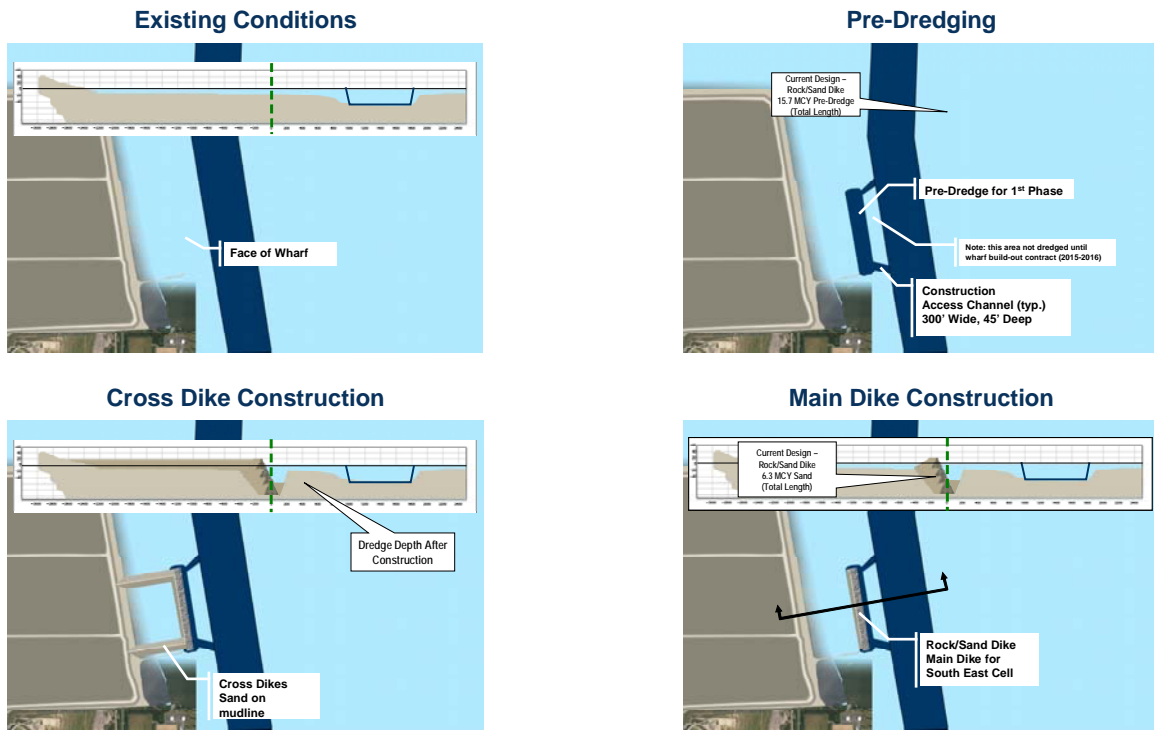 Existing Conditions
Face of Wharf
Pre-Dredging
Current Design –
Rock/Sand Dike
15.7 MCY Pre-Dredge
(Total Length)
Pre-Dredge for 1st Phase
Note: this area not dredged until
wharf build-out contract (2015-2016)
Construction
Access Channel (typ.)
300' Wide, 45' Deep
Cross Dike Construction
Dredge Depth After
Construction
Cross Dikes
Sand on
mudline
Main Dike Construction
Current Design –
Rock/Sand Dike
6.3 MCY Sand
(Total Length)
Rock/Sand Dike
Main Dike for
South East Cell